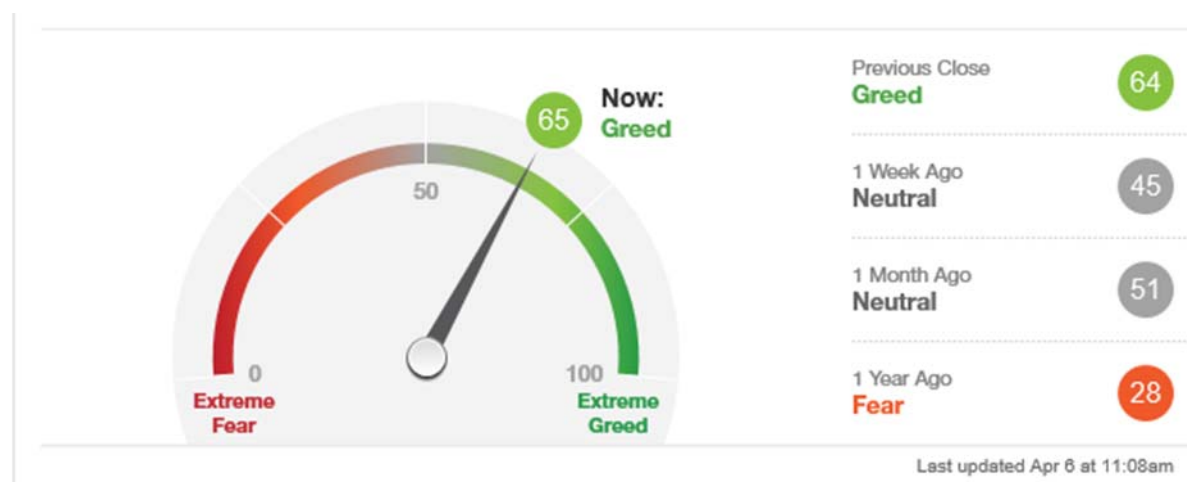 65
Now:
Greed
50
0
100
Extreme
Fear
Extreme
Greed
Previous Close
Greed
64
1 Week Ago
Neutral
45
1 Month Ago
Neutral
51
1 Year Ago
Fear
28
Last updated Apr 6 at 11:08am